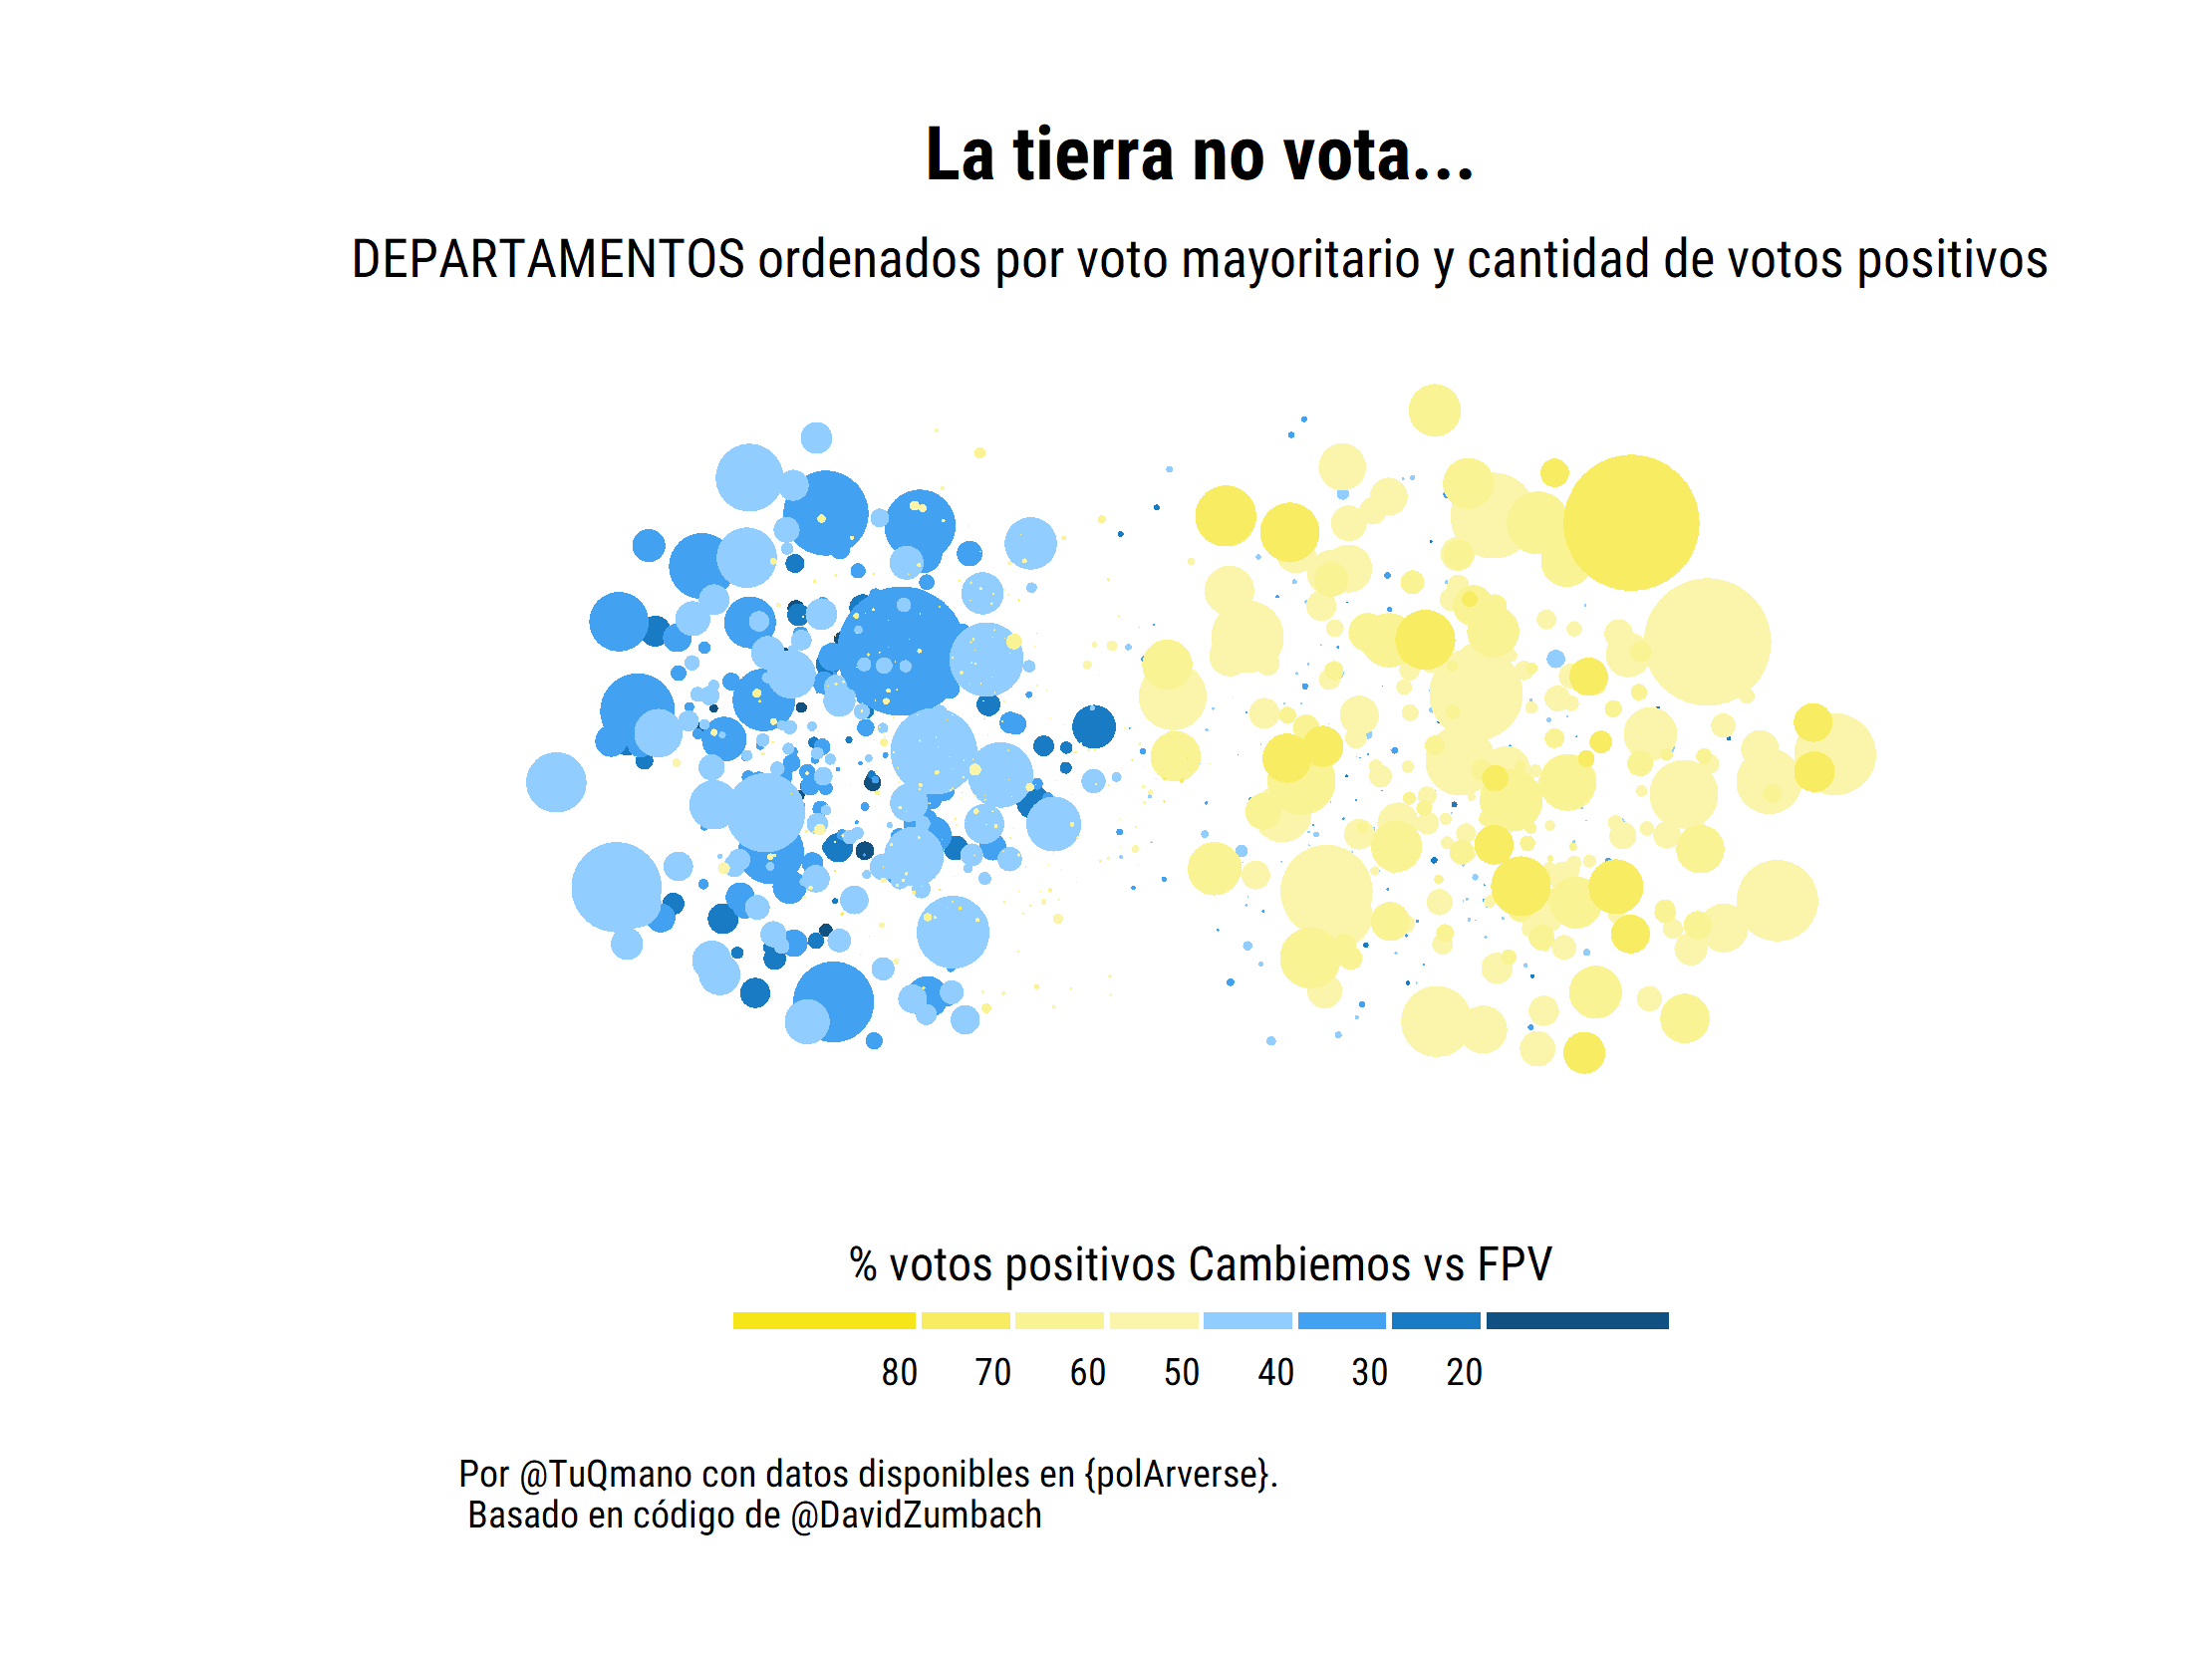 La tierra no vota...
DEPARTAMENTOS ordenados por voto mayoritario y cantidad de votos positivos
% votos positivos Cambiemos vs FPV
80 70 60 50 40 30 20
Por @TuQmano con datos disponibles en {polArverse}.
Basado en código de @DavidZumbach